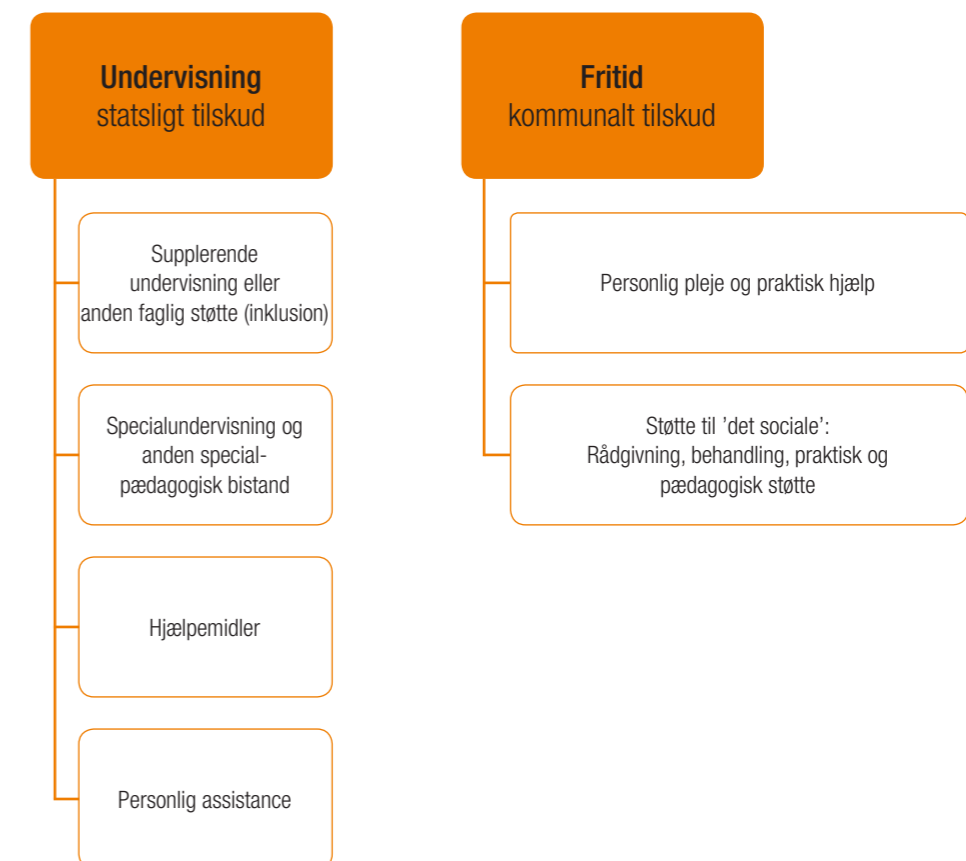 Undervisning
statsligt tilskud
Supplerende
undervisning eller
anden faglig støtte (inklusion)
Specialundervisning og
anden special-
pædagogisk bistand
Hjælpemidler
Personlig assistance
Fritid
kommunalt tilskud
Personlig pleje og praktisk hjælp
Støtte til ’det sociale’:
Rådgivning, behandling, praktisk og
pædagogisk støtte